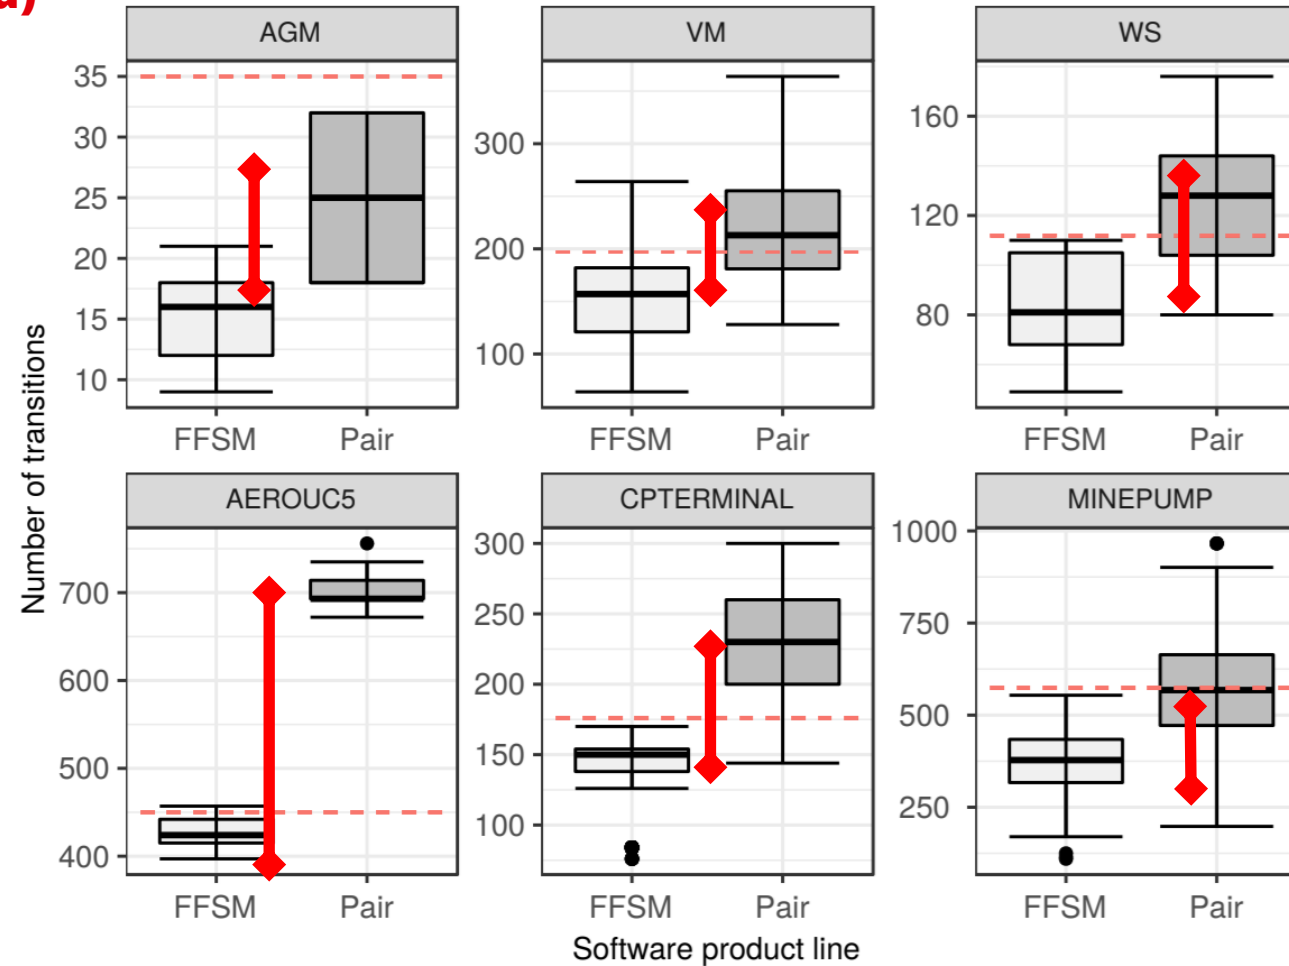 AGM
VM
WS
35
30
25
20
15
10
300
200
100
160
120
80
FFSM
Pair
FFSM
Pair
FFSM
Pair
Number of transitions
AEROUC5
CPTERMINAL
MINEPUMP
700
600
500
400
300
250
200
150
100
1000
750
500
250
FFSM
Pair
FFSM
Pair
FFSM
Pair
Software product line